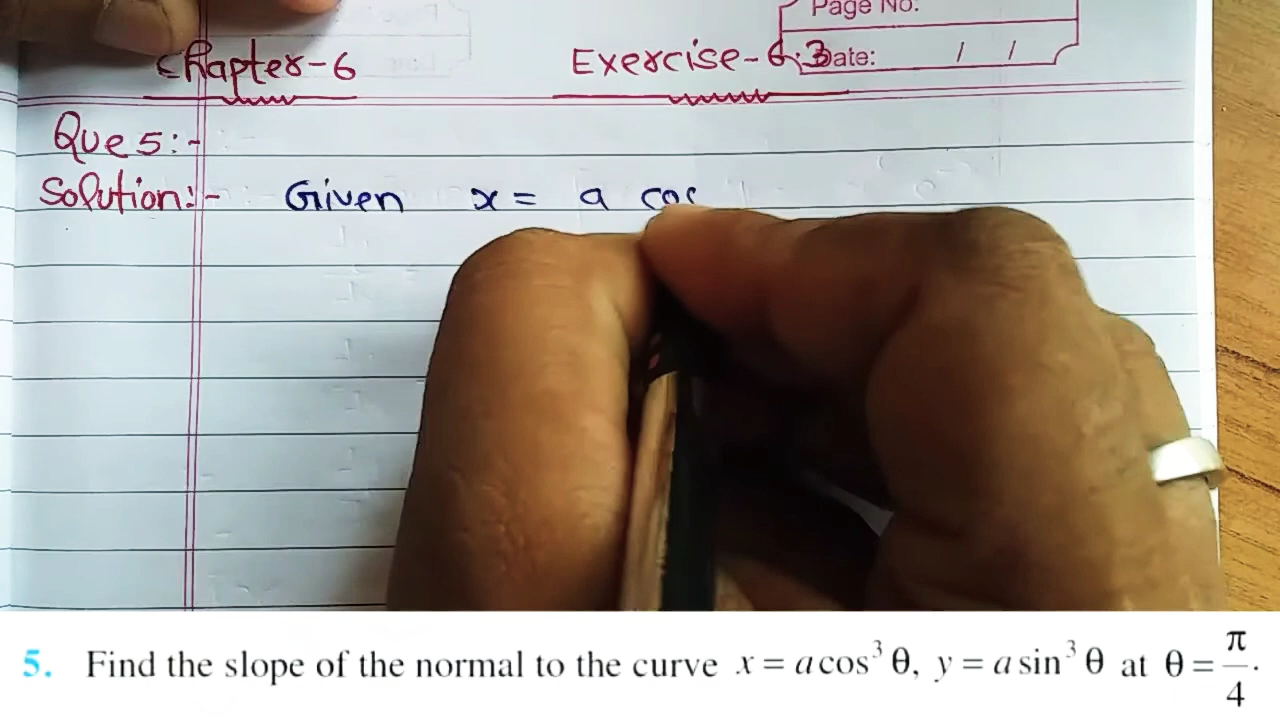 Page No.
Chapter-6 Exercise-6.3 Date: / /
Que 5:-
Solution:- Given x = a cos
5. Find the slope of the normal to the curve x = a cos³ θ, y = a sin³ θ at θ = π/4.